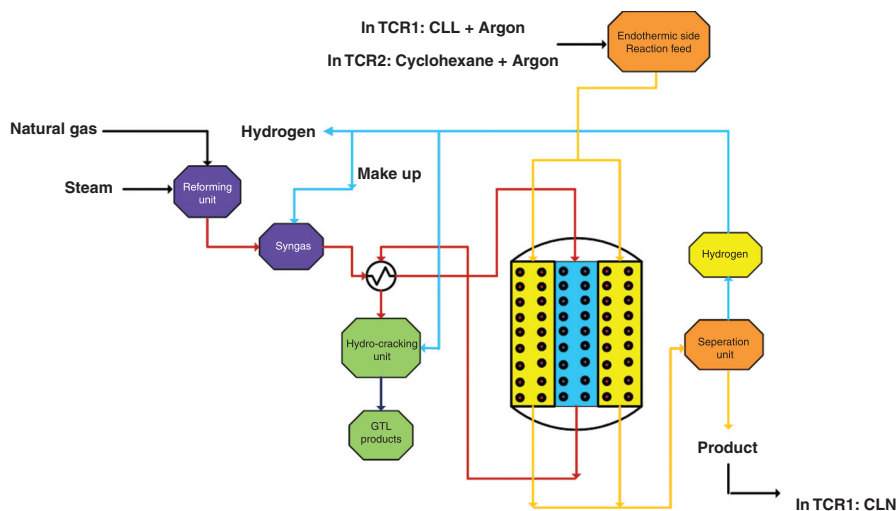 In TCR1: CLL + Argon
In TCR2: Cyclohexane + Argon
Endothermic side
Reaction feed
Natural gas
Hydrogen
Steam
Reforming
unit
Make up
Syngas
Hydrogen
Hydro-cracking
unit
Seperation
unit
GTL
products
Product
In TCR1: CLN